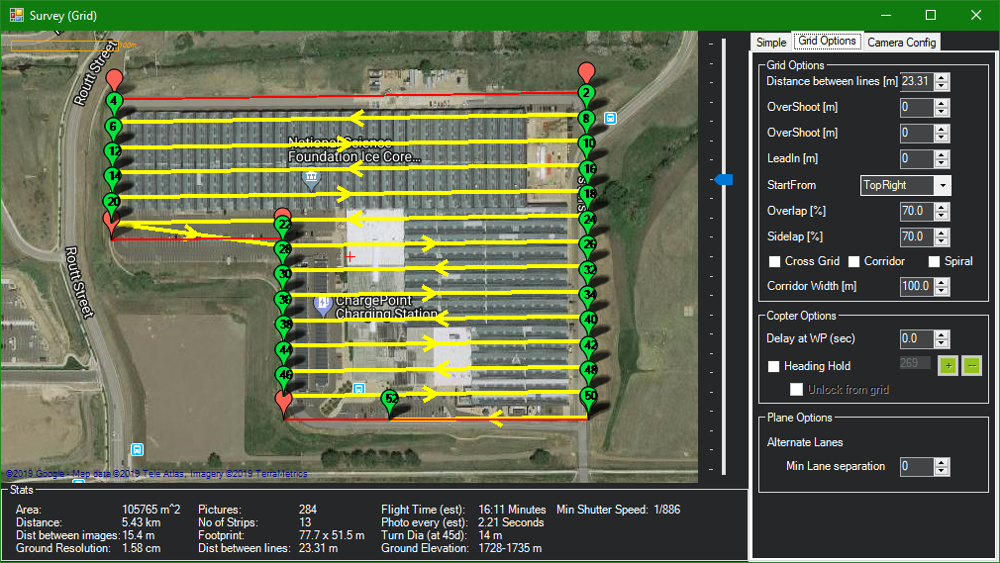 Survey (Grid)
100m
Routt Street
4
2
6
8
12
10
National Science
Foundation Ice Core...
14
16
20
18
22
24
28
26
Routt Street
30
32
36
34
ChargePoint
Charging Station
38
40
44
42
46
48
52
50
©2019 Google - Map data ©2019 Tele Atlas, Imagery ©2019 TerraMetrics
Simple
Grid Options
Camera Config
Grid Options
Distance between lines [m] 23.31
OverShoot [m] 0
OverShoot [m] 0
LeadIn [m] 0
StartFrom TopRight
Overlap [%] 70.0
Sidelap [%] 70.0
Cross Grid Corridor Spiral
Corridor Width [m] 100.0
Copter Options
Delay at WP (sec) 0.0
Heading Hold 269 + --
Unlock from grid
Plane Options
Alternate Lanes
Min Lane separation 0
Stats
Area: 105765 m^2 Pictures: 284 Flight Time (est): 16:11 Minutes Min Shutter Speed: 1/886
Distance: 5.43 km No of Strips: 13 Photo every (est): 2.21 Seconds
Dist between images: 15.4 m Footprint: 77.7 x 51.5 m Turn Dia (at 45d): 14 m
Ground Resolution: 1.58 cm Dist between lines: 23.31 m Ground Elevation: 1728-1735 m